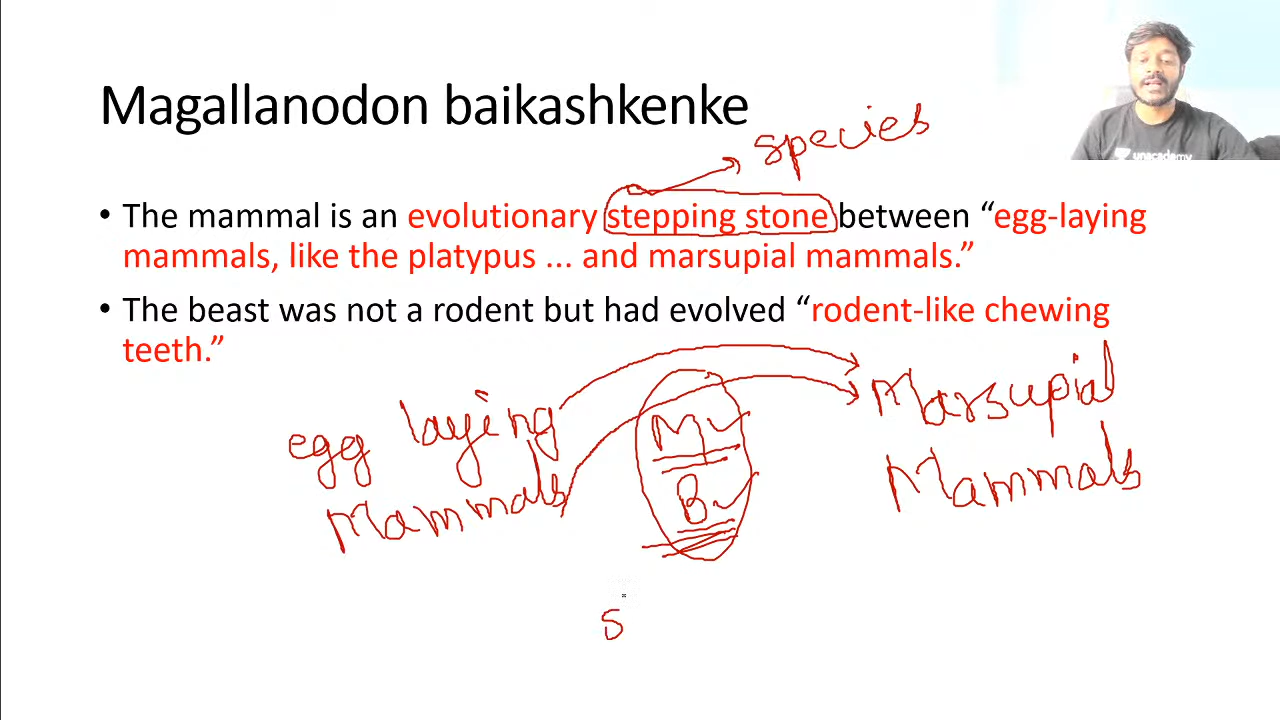 Magallanodon baikashkenke
species
• The mammal is an evolutionary stepping stone between “egg-laying
mammals, like the platypus ... and marsupial mammals.”
• The beast was not a rodent but had evolved “rodent-like chewing
teeth.”
egg laying
Mammals
M
B
Marsupial
Mammals
S
unacademy